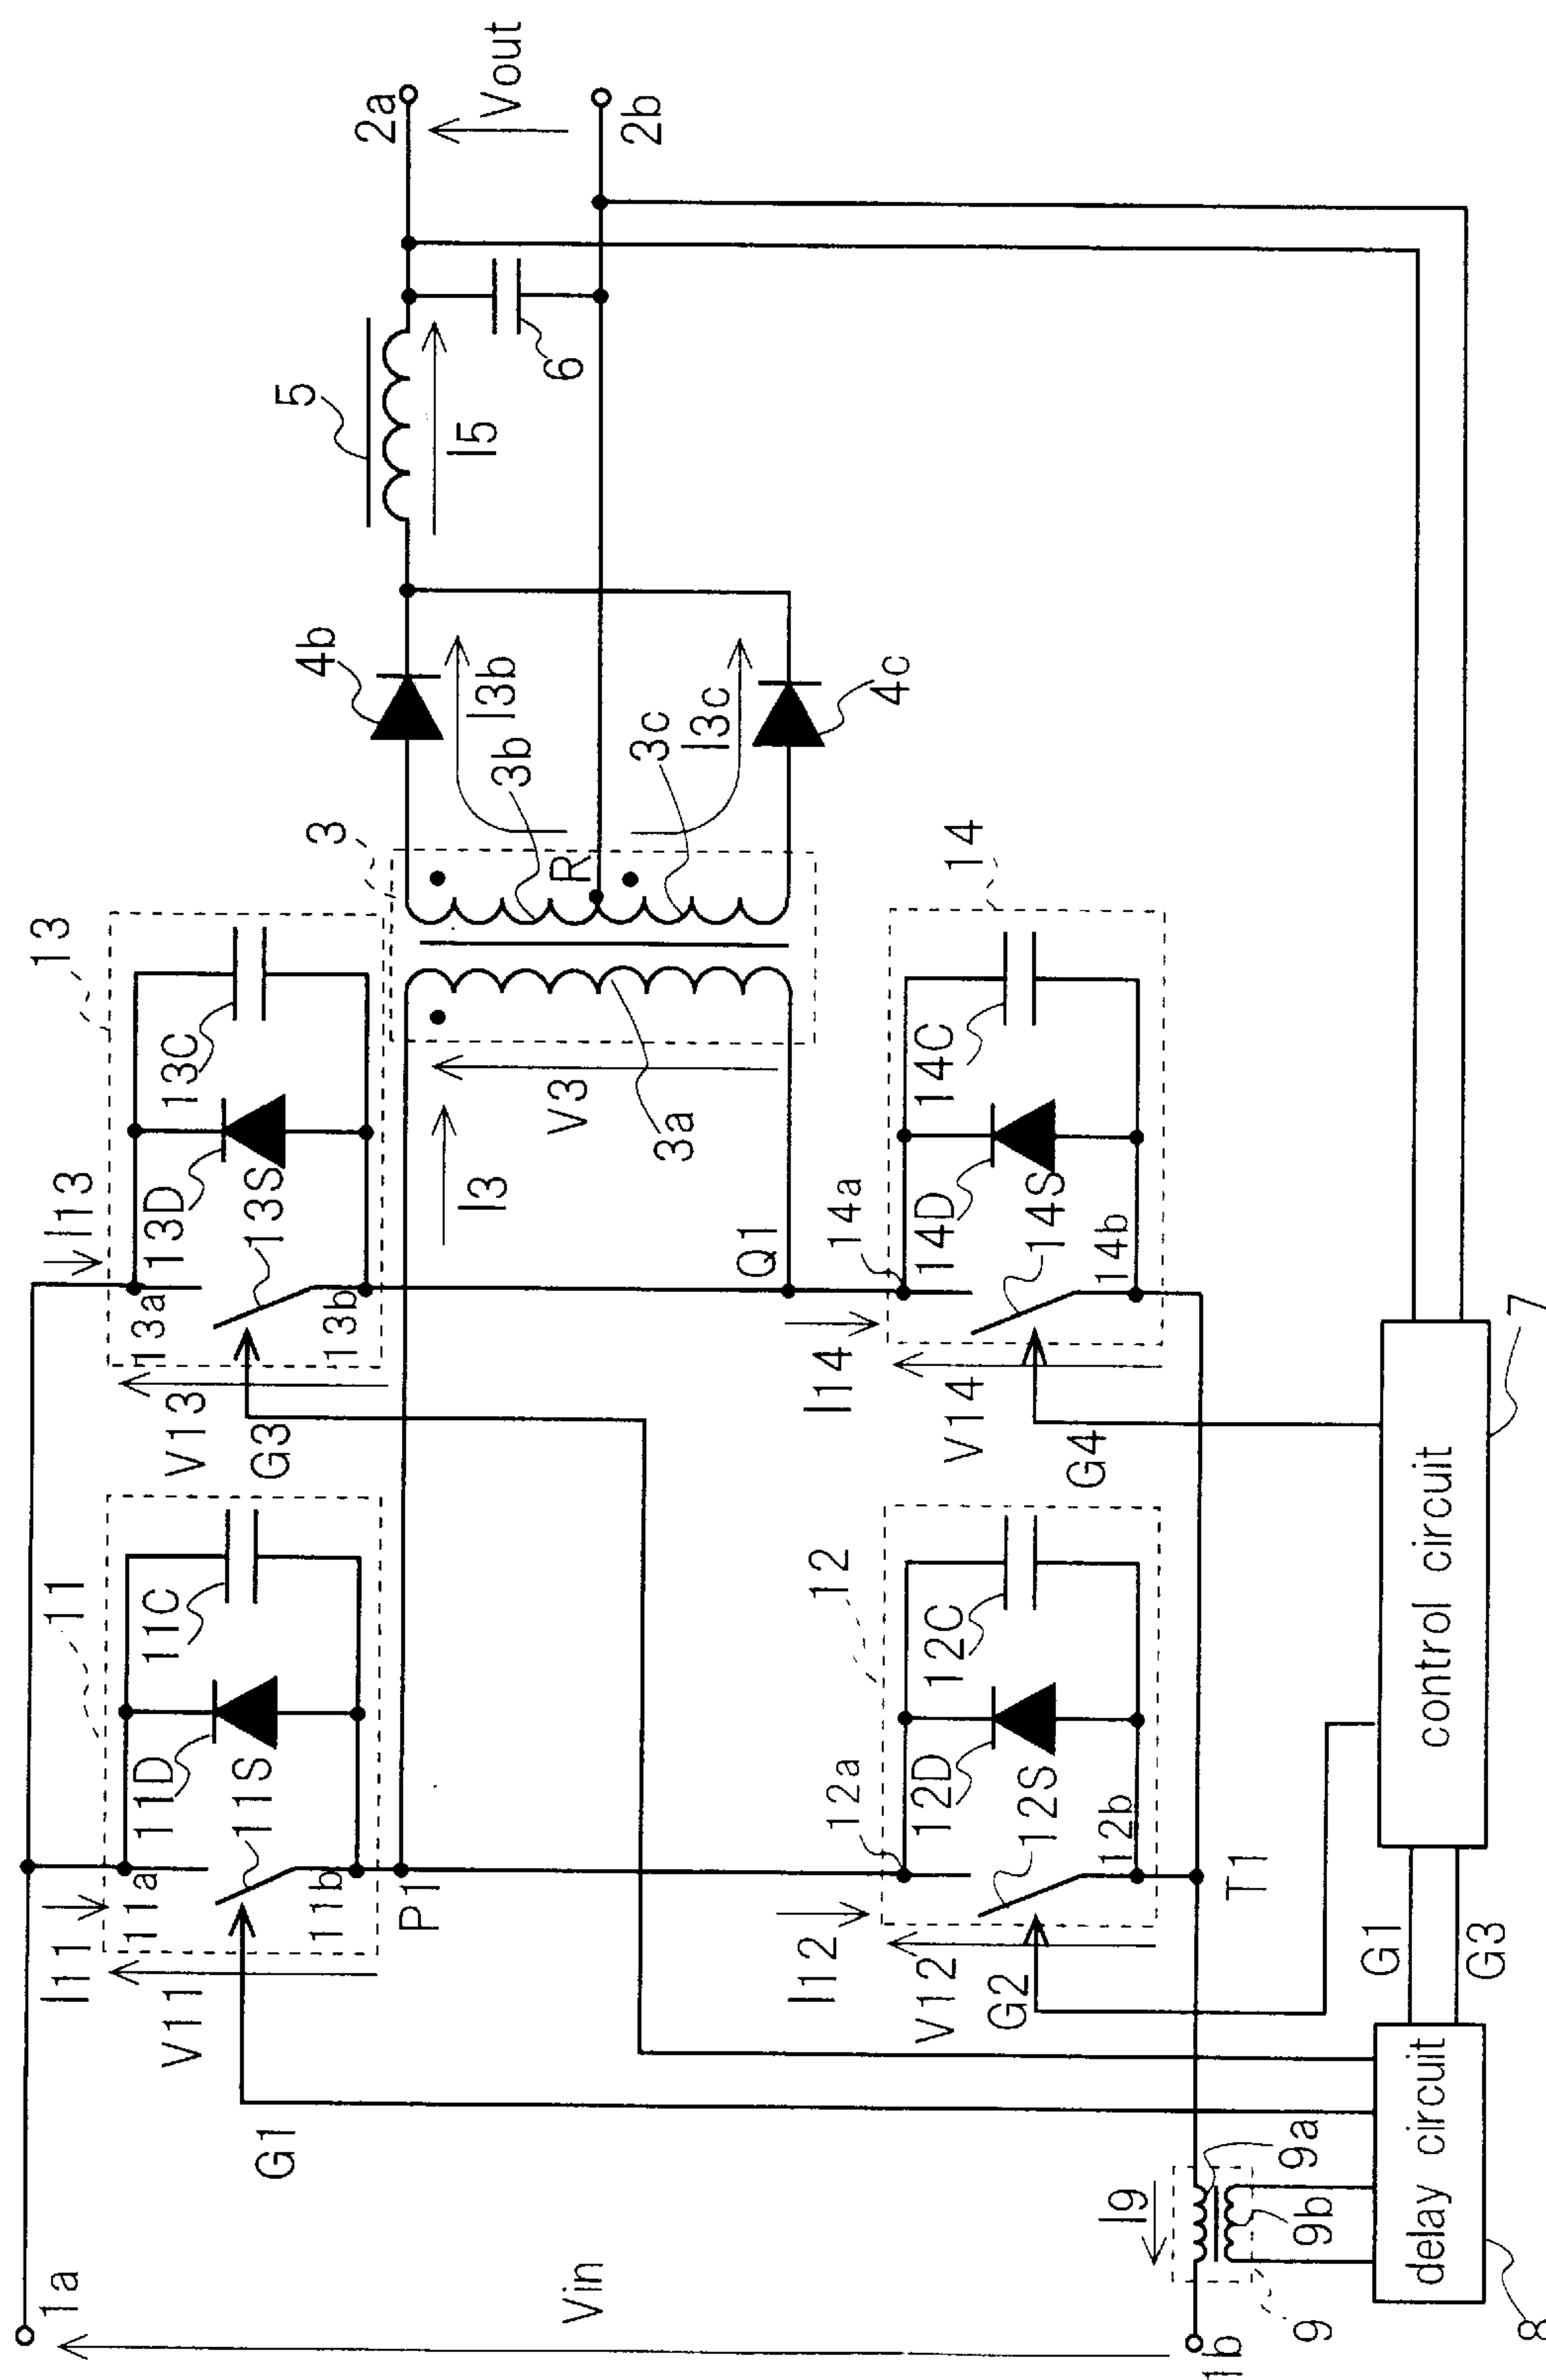 1a
Vin
1b
I9
9a
9b
9
delay circuit
8
G1
G3
control circuit
7
I11
V11
G1
11
11a
11b
11S
11D
11C
P1
I12
V12
G2
12
12a
12b
12S
12D
12C
T1
I13
V13
G3
13
13a
13b
13S
13D
13C
Q1
I14
V14
G4
14
14a
14b
14S
14D
14C
I3
V3
3a
3
R
3b
3c
I3b
I3c
4b
4c
5
I5
6
2a
Vout
2b